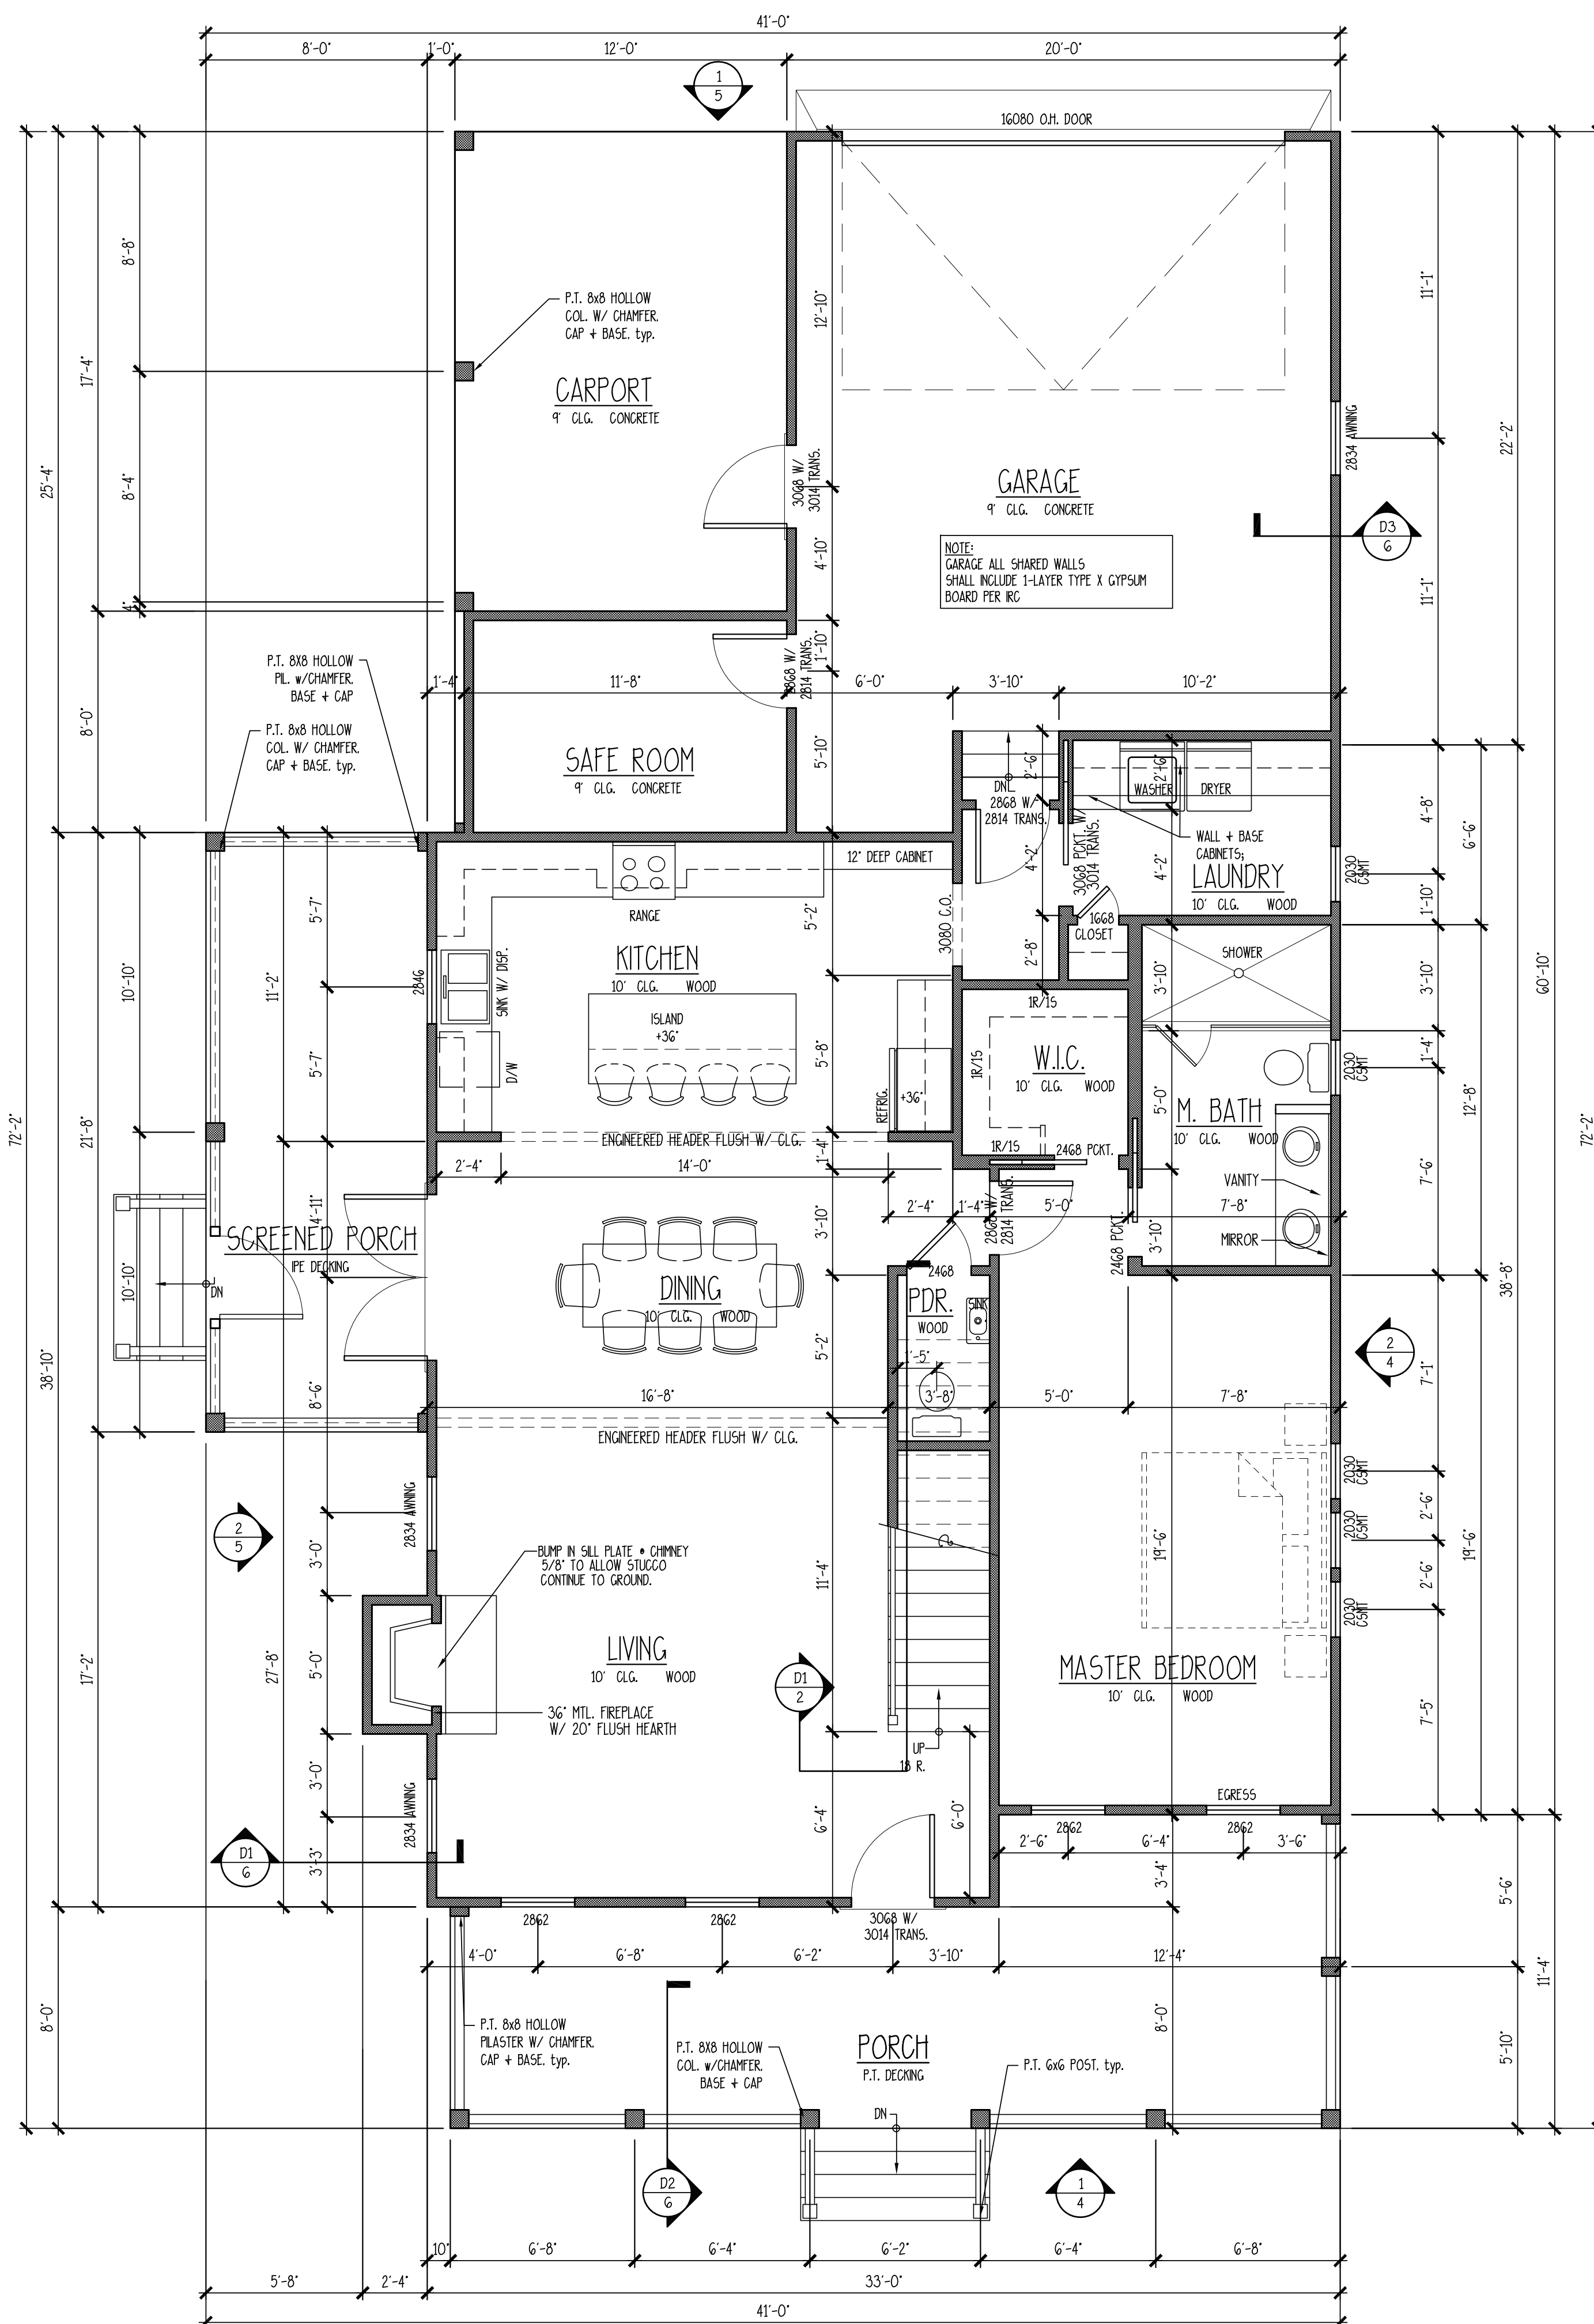 41'-0"
8'-0"
1'-0"
12'-0"
20'-0"
1
5
16080 O.H. DOOR
8'-8"
17'-4"
25'-4"
8'-4"
4"
8'-0"
72'-2"
P.T. 8x8 HOLLOW
COL. W/ CHAMFER.
CAP + BASE. typ.
CARPORT
9' CLG. CONCRETE
12'-10"
3068 W/
3014 TRANS.
4'-10"
GARAGE
9' CLG. CONCRETE
NOTE:
GARAGE ALL SHARED WALLS
SHALL INCLUDE 1-LAYER TYPE X GYPSUM
BOARD PER IRC
2834 AWNING
D3
6
11'-1"
11'-1"
22'-2"
60'-10"
72'-2"
P.T. 8X8 HOLLOW
PIL. w/CHAMFER.
BASE + CAP
P.T. 8x8 HOLLOW
COL. W/ CHAMFER.
CAP + BASE. typ.
1'-4"
11'-8"
2868 W/
2814 TRANS.
1'-10"
6'-0"
3'-10"
10'-2"
5'-10"
SAFE ROOM
9' CLG. CONCRETE
2'-6"
DN
2868 W/
2814 TRANS.
4'-2"
3068 PCKT. W/
3014 TRANS.
2'-6"
WASHER
DRYER
WALL + BASE
CABINETS;
4'-2"
LAUNDRY
10' CLG. WOOD
2030
CSMT
4'-8"
6'-6"
1'-10"
1668
CLOSET
2'-8"
12" DEEP CABINET
RANGE
5'-2"
3080 C.O.
KITCHEN
10' CLG. WOOD
2846
SINK W/ DISP.
D/W
ISLAND
+36"
5'-8"
REFRIG.
+36"
SHOWER
3'-10"
3'-10"
1R/1S
1R/1S
1R/1S
W.I.C.
10' CLG. WOOD
5'-0"
2030
CSMT
1'-4"
12'-8"
M. BATH
10' CLG. WOOD
VANITY
MIRROR
7'-6"
5'-7"
5'-7"
10'-10"
11'-2"
21'-8"
ENGINEERED HEADER FLUSH W/ CLG.
1'-4"
2'-4"
14'-0"
2468 PCKT.
2'-4"
1'-4"
2868 W/
2814 TRANS.
5'-0"
2468 PCKT.
3'-10"
7'-8"
4'-11"
SCREENED PORCH
IPE DECKING
DN
10'-10"
38'-10"
8'-6"
3'-10"
DINING
10' CLG. WOOD
5'-2"
2468
PDR.
WOOD
SINK
1'-5"
3'-8"
16'-8"
5'-0"
7'-8"
38'-8"
2
4
7'-1"
ENGINEERED HEADER FLUSH W/ CLG.
2
5
2834 AWNING
3'-0"
BUMP IN SILL PLATE @ CHIMNEY
5/8" TO ALLOW STUCCO
CONTINUE TO GROUND.
11'-4"
2030
CSMT
2030
CSMT
2030
CSMT
2'-6"
2'-6"
19'-6"
19'-6"
17'-2"
27'-8"
5'-0"
LIVING
10' CLG. WOOD
36" MTL. FIREPLACE
W/ 20" FLUSH HEARTH
D1
2
MASTER BEDROOM
10' CLG. WOOD
7'-5"
UP
18 R.
3'-0"
2834 AWNING
D1
6
3'-3"
6'-4"
6'-0"
EGRESS
2862
2862
2'-6"
6'-4"
3'-6"
3'-4"
2862
2862
3068 W/
3014 TRANS.
4'-0"
6'-8"
6'-2"
3'-10"
12'-4"
5'-6"
11'-4"
8'-0"
P.T. 8x8 HOLLOW
PILASTER W/ CHAMFER.
CAP + BASE. typ.
P.T. 8X8 HOLLOW
COL. w/CHAMFER.
BASE + CAP
PORCH
P.T. DECKING
P.T. 6x6 POST. typ.
8'-0"
5'-10"
DN
D2
6
1
4
10"
6'-8"
6'-4"
6'-2"
6'-4"
6'-8"
5'-8"
2'-4"
33'-0"
41'-0"